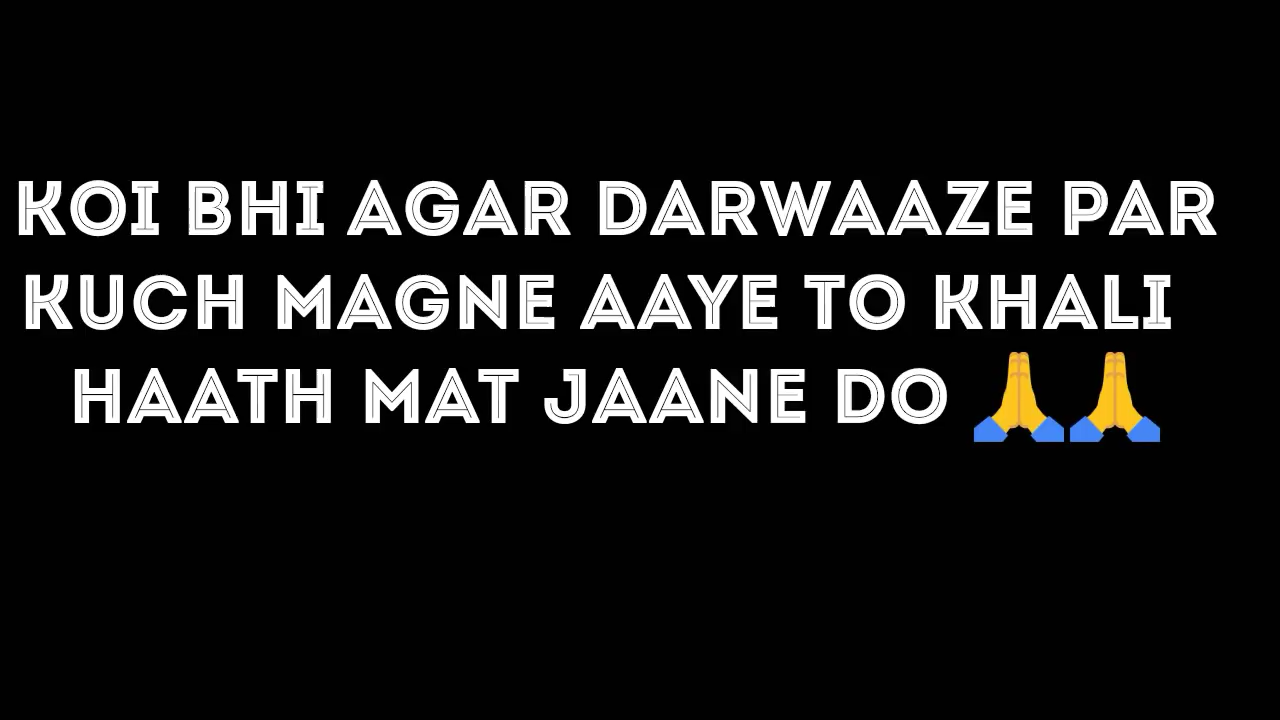 KOI BHI AGAR DARWAAZE PAR
KUCH MAGNE AAYE TO KHALI
HAATH MAT JAANE DO 🙏🙏